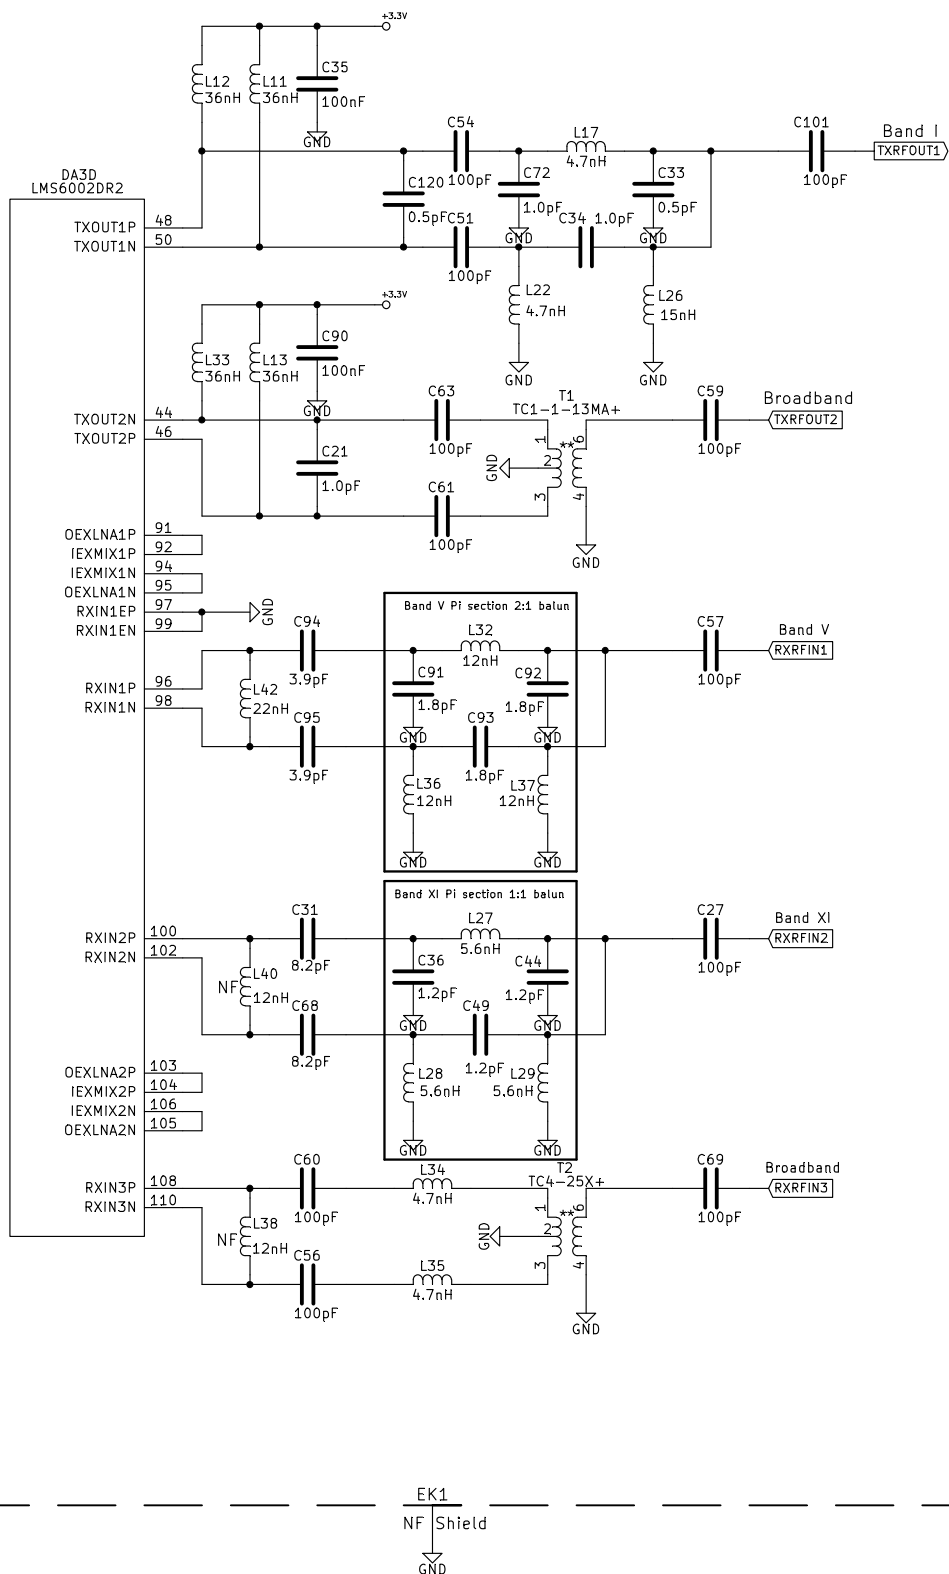 +3.3V
L12
36nH
L11
36nH
C35
100nF
GND
C54
100pF
L17
4.7nH
C101
100pF
Band I
TXRFOUT1
DA3D
LMS6002DR2
C120
0.5pF
C72
1.0pF
GND
C33
0.5pF
GND
TXOUT1P 48
TXOUT1N 50
C51
100pF
C34 1.0pF
L22
4.7nH
GND
L26
15nH
GND
+3.3V
L33
36nH
L13
36nH
C90
100nF
GND
TXOUT2N 44
TXOUT2P 46
C21
1.0pF
C63
100pF
C61
100pF
T1
TC1-1-13MA+
1
2
3
**
6
4
GND
GND
C59
100pF
Broadband
TXRFOUT2
OEXLNA1P 91
IEXMIX1P 92
IEXMIX1N 94
OEXLNA1N 95
RXIN1EP 97
RXIN1EN 99
GND
RXIN1P 96
RXIN1N 98
L42
22nH
C94
3.9pF
C95
3.9pF
Band V Pi section 2:1 balun
L32
12nH
C91
1.8pF
GND
C92
1.8pF
GND
C93
1.8pF
L36
12nH
GND
L37
12nH
GND
C57
100pF
Band V
RXRFIN1
RXIN2P 100
RXIN2N 102
NF
L40
12nH
C31
8.2pF
C68
8.2pF
Band XI Pi section 1:1 balun
L27
5.6nH
C36
1.2pF
GND
C44
1.2pF
GND
C49
1.2pF
L28
5.6nH
GND
L29
5.6nH
GND
C27
100pF
Band XI
RXRFIN2
OEXLNA2P 103
IEXMIX2P 104
IEXMIX2N 106
OEXLNA2N 105
RXIN3P 108
RXIN3N 110
NF
L38
12nH
C60
100pF
C56
100pF
L34
4.7nH
L35
4.7nH
T2
TC4-25X+
1
2
3
**
6
4
GND
GND
C69
100pF
Broadband
RXRFIN3
EK1
NF Shield
GND